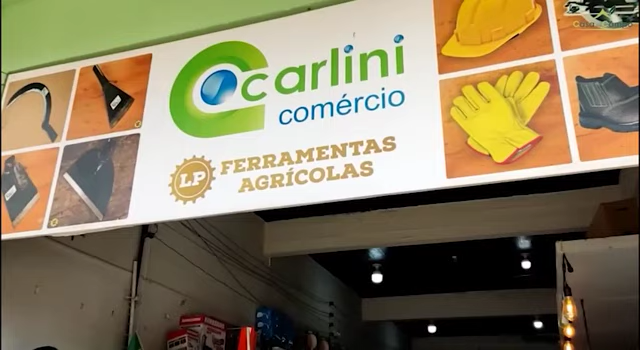 carlini
comércio
LP
FERRAMENTAS
AGRÍCOLAS